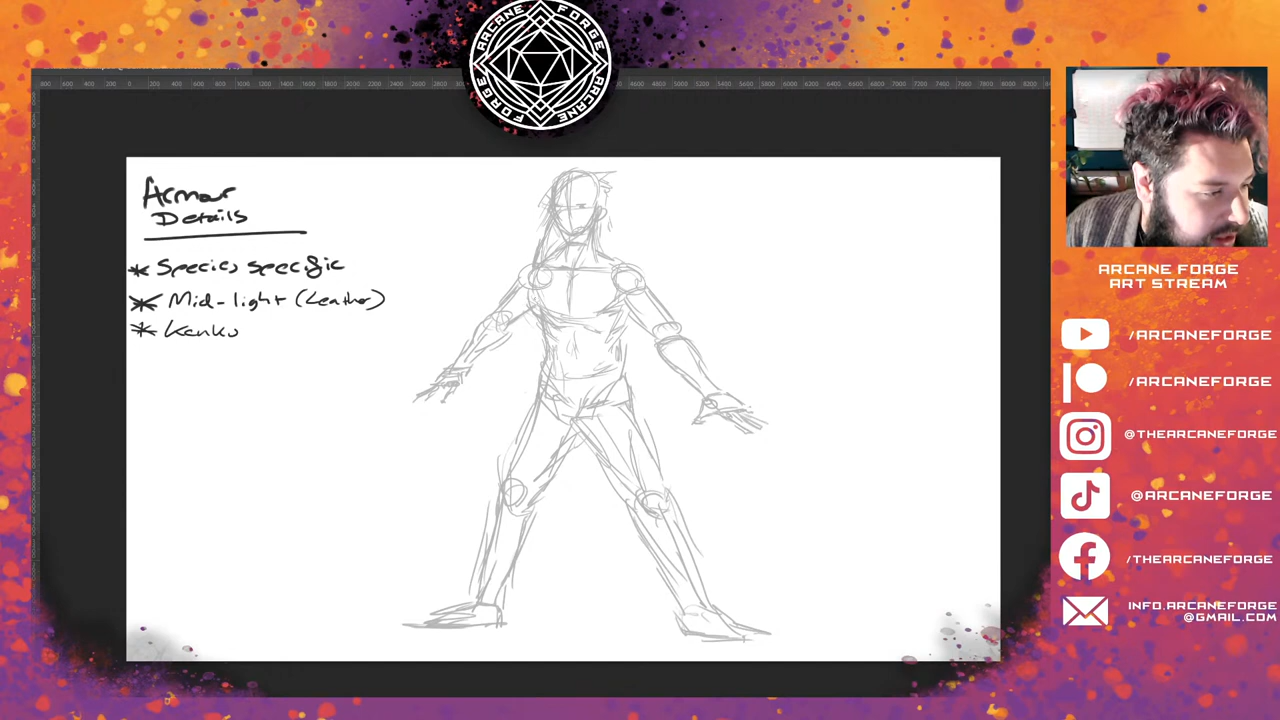 ARCANE FORGE ARCANE FORGE
Armor
Details
* Species specific
* Mid-light (Leather)
* Kenku
ARCANE FORGE
ART STREAM
/ARCANEFORGE
/ARCANEFORGE
@THEARCANEFORGE
@ARCANEFORGE
/THEARCANEFORGE
INFO.ARCANEFORGE
@GMAIL.COM